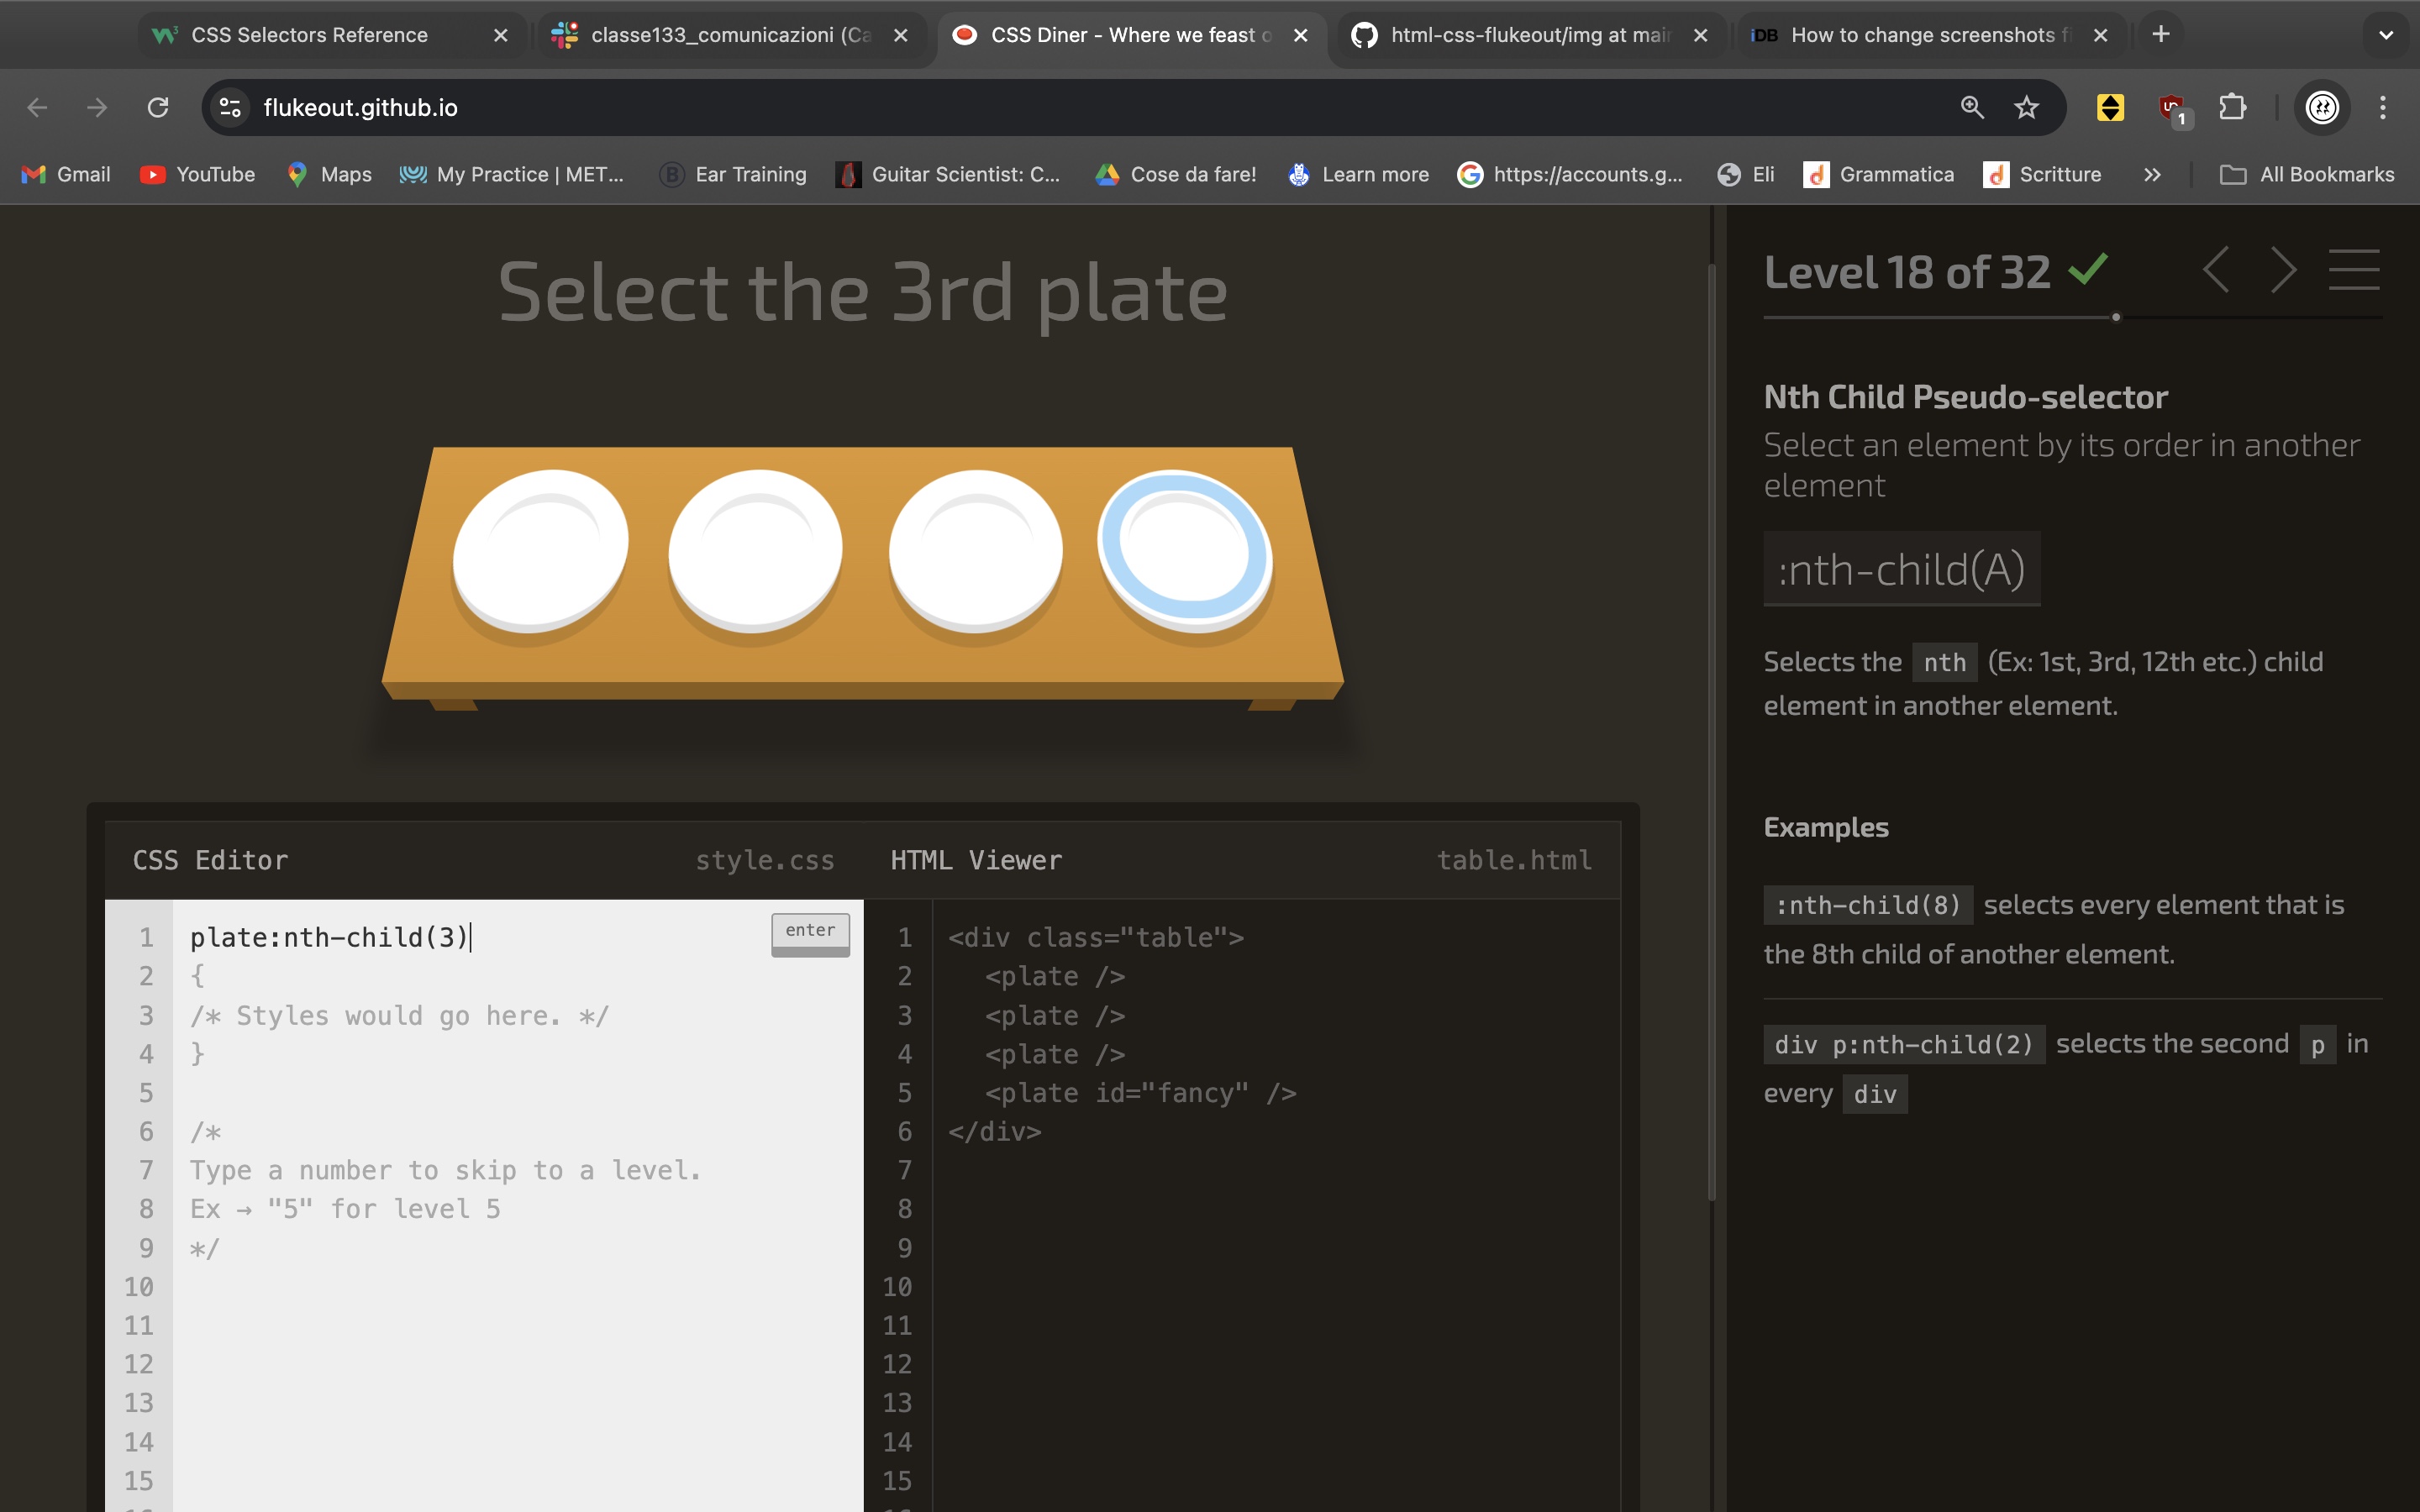 CSS Selectors Reference
classe133_comunicazioni (Ca
CSS Diner - Where we feast o
html-css-flukeout/img at main
iDB How to change screenshots f
flukeout.github.io
1
Gmail
YouTube
Maps
My Practice | MET...
Ear Training
Guitar Scientist: C...
Cose da fare!
Learn more
https://accounts.g...
Eli
Grammatica
Scritture
All Bookmarks
Select the 3rd plate
CSS Editor style.css
1 plate:nth-child(3)
enter
2 {
3 /* Styles would go here. */
4 }
5
6 /*
7 Type a number to skip to a level.
8 Ex → "5" for level 5
9 */
10
11
12
13
14
15
HTML Viewer table.html
1 <div class="table">
2 <plate />
3 <plate />
4 <plate />
5 <plate id="fancy" />
6 </div>
7
8
9
10
11
12
13
14
15
Level 18 of 32
Nth Child Pseudo-selector
Select an element by its order in another
element
:nth-child(A)
Selects the nth (Ex: 1st, 3rd, 12th etc.) child
element in another element.
Examples
:nth-child(8) selects every element that is
the 8th child of another element.
div p:nth-child(2) selects the second p in
every div